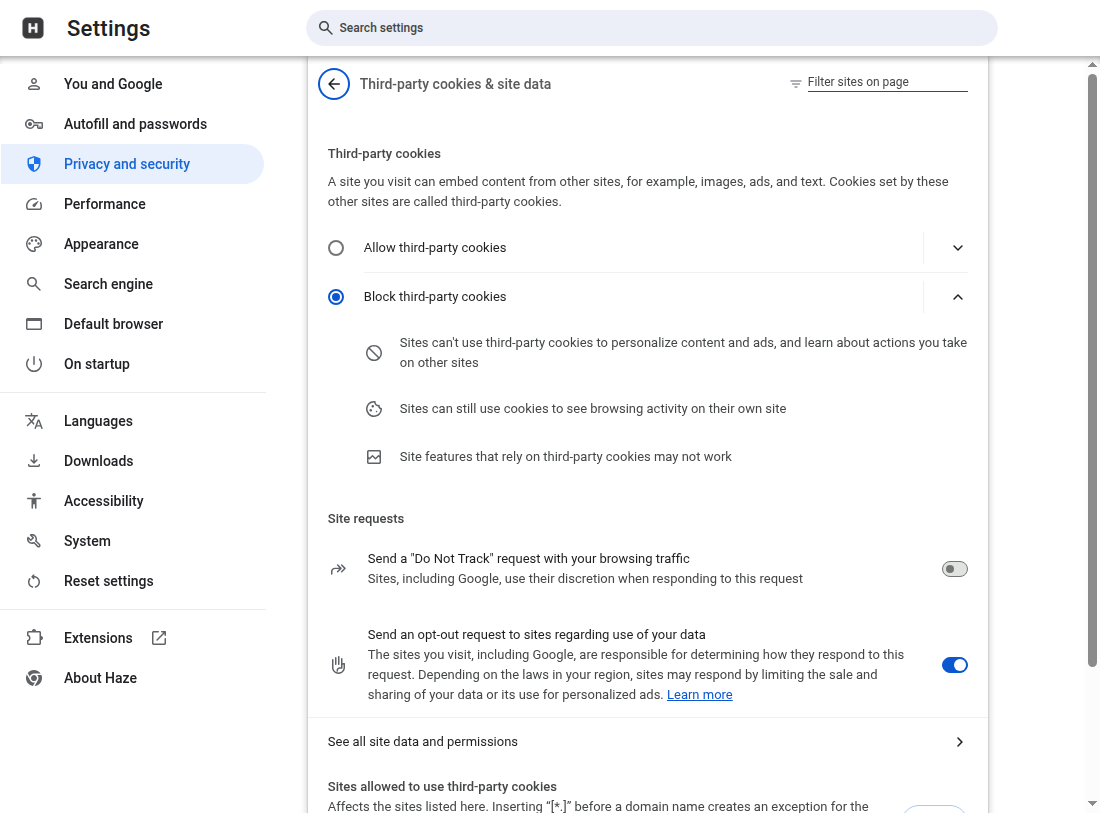 H
Settings
Search settings
You and Google
Autofill and passwords
Privacy and security
Performance
Appearance
Search engine
Default browser
On startup
Languages
Downloads
Accessibility
System
Reset settings
Extensions
About Haze
Third-party cookies & site data
Filter sites on page
Third-party cookies
A site you visit can embed content from other sites, for example, images, ads, and text. Cookies set by these
other sites are called third-party cookies.
Allow third-party cookies
Block third-party cookies
Sites can't use third-party cookies to personalize content and ads, and learn about actions you take
on other sites
Sites can still use cookies to see browsing activity on their own site
Site features that rely on third-party cookies may not work
Site requests
Send a "Do Not Track" request with your browsing traffic
Sites, including Google, use their discretion when responding to this request
Send an opt-out request to sites regarding use of your data
The sites you visit, including Google, are responsible for determining how they respond to this
request. Depending on the laws in your region, sites may respond by limiting the sale and
sharing of your data or its use for personalized ads. Learn more
See all site data and permissions
Sites allowed to use third-party cookies
Affects the sites listed here. Inserting “[*.]” before a domain name creates an exception for the